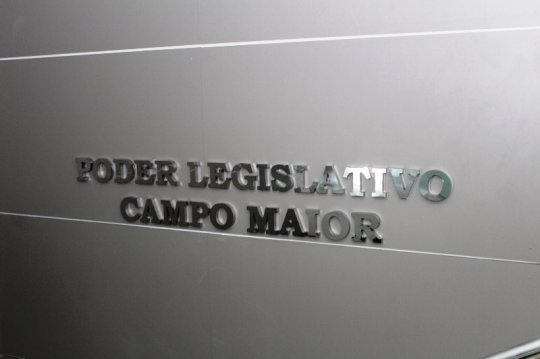 PODER LEGISLATIVO
CAMPO MAIOR